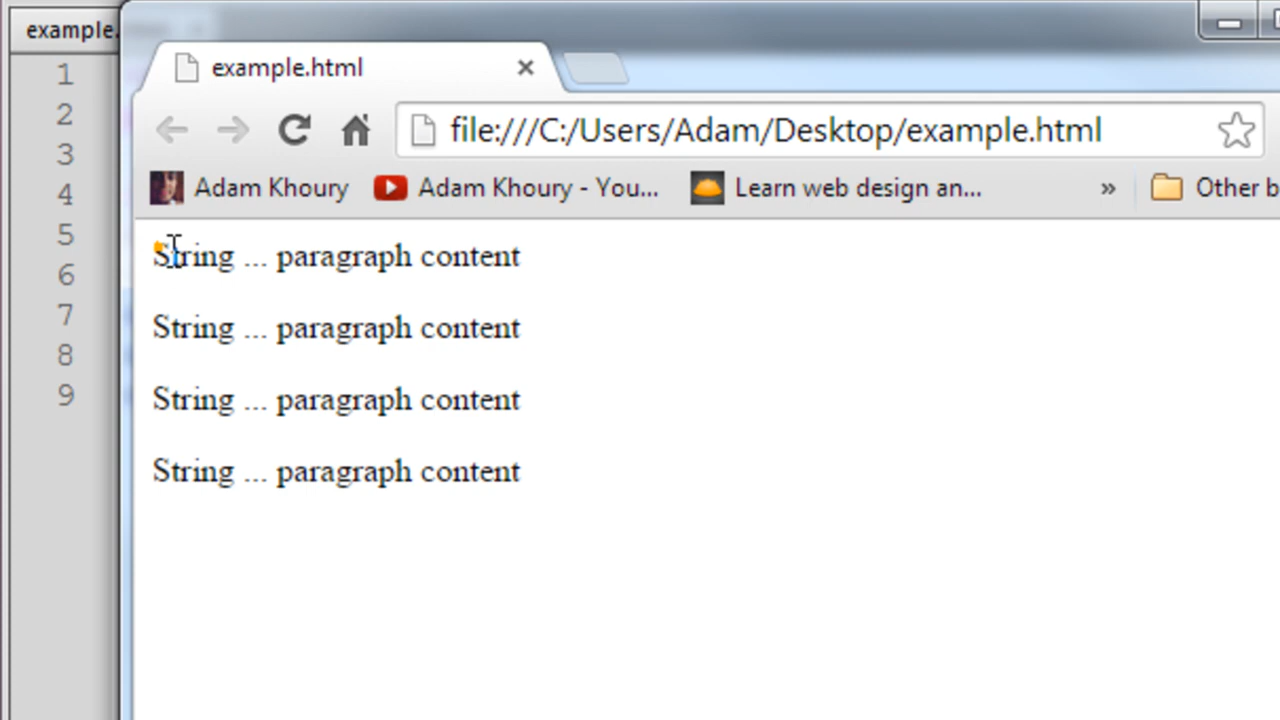 example.
example.html
file:///C:/Users/Adam/Desktop/example.html
Adam Khoury
Adam Khoury - You...
Learn web design an...
»
Other b
1
2
3
4
5
6
7
8
9
String ... paragraph content
String ... paragraph content
String ... paragraph content
String ... paragraph content